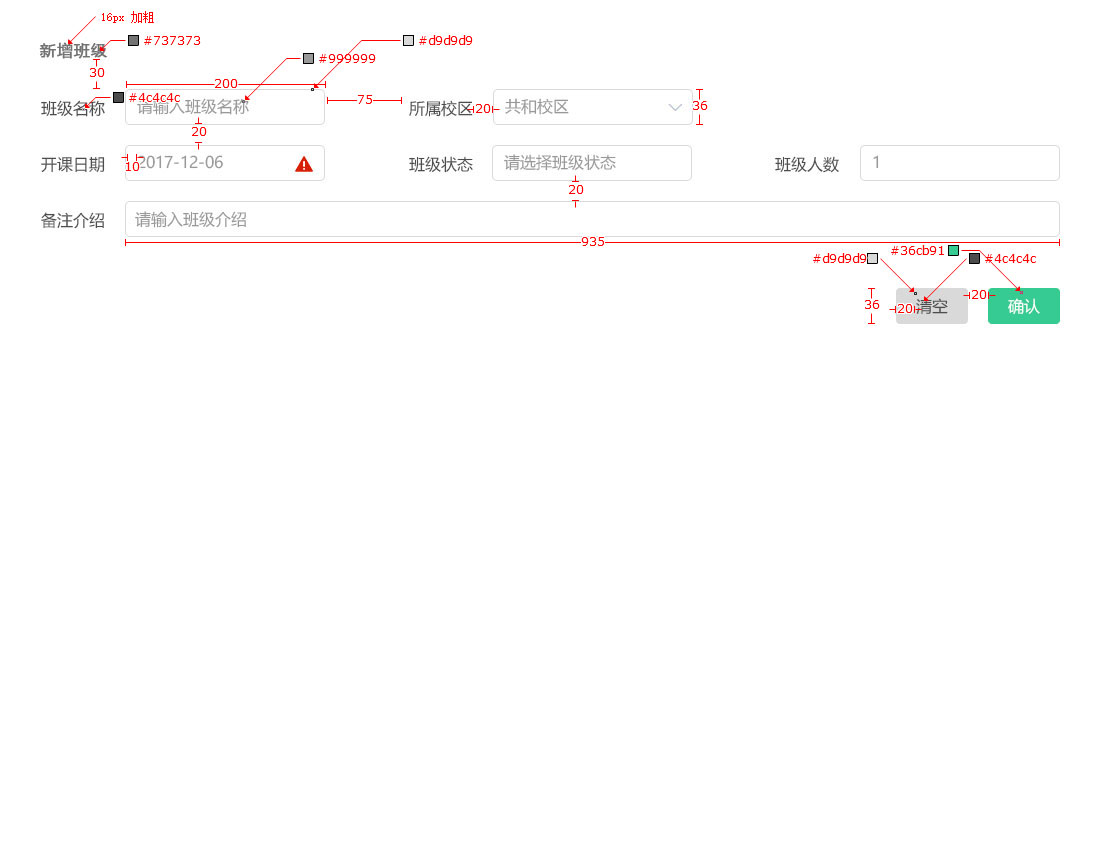 16px 加粗
新增班级
#737373
#d9d9d9
#999999
30
200
#4c4c4c
班级名称
请输入班级名称
75
所属校区
20
共和校区
36
20
开课日期
10
2017-12-06
班级状态
请选择班级状态
班级人数
1
20
备注介绍
请输入班级介绍
935
#36cb91
#d9d9d9
#4c4c4c
36
20
清空
20
确认